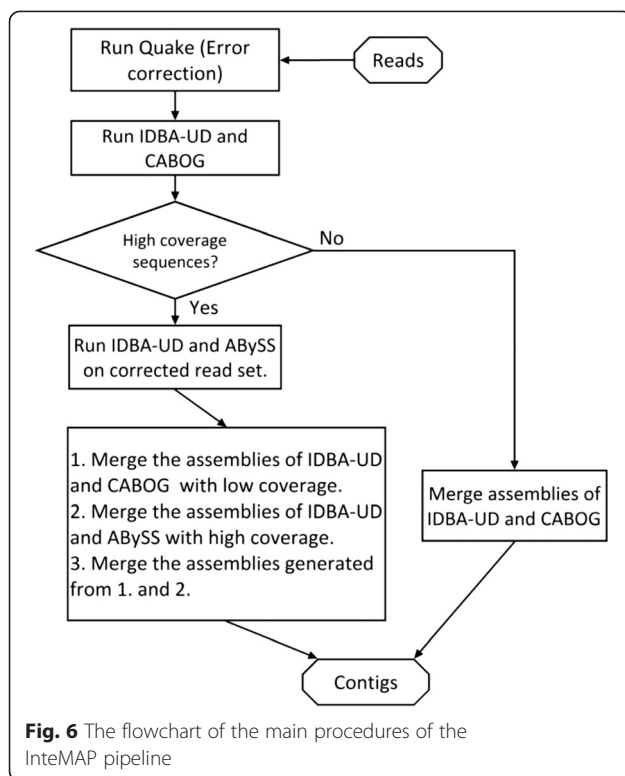 Run Quake (Error
correction)
Reads
Run IDBA-UD and
CABOG
High coverage
sequences?
No
Yes
Run IDBA-UD and ABySS
on corrected read set.
1. Merge the assemblies of IDBA-UD
and CABOG with low coverage.
2. Merge the assemblies of IDBA-UD
and ABySS with high coverage.
3. Merge the assemblies generated
from 1. and 2.
Merge assemblies of
IDBA-UD and CABOG
Contigs
Fig. 6 The flowchart of the main procedures of the
InteMAP pipeline